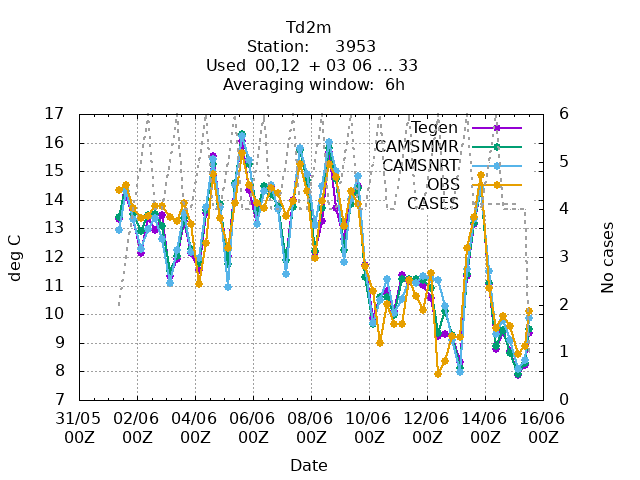 Td2m
Station: 3953
Used 00,12 + 03 06 ... 33
Averaging window: 6h
17
16
15
14
13
12
11
10
9
8
7
deg C
6
5
4
3
2
1
0
No cases
Tegen
CAMSMMR
CAMSNRT
OBS
CASES
31/05 02/06 04/06 06/06 08/06 10/06 12/06 14/06 16/06
00Z 00Z 00Z 00Z 00Z 00Z 00Z 00Z 00Z
Date